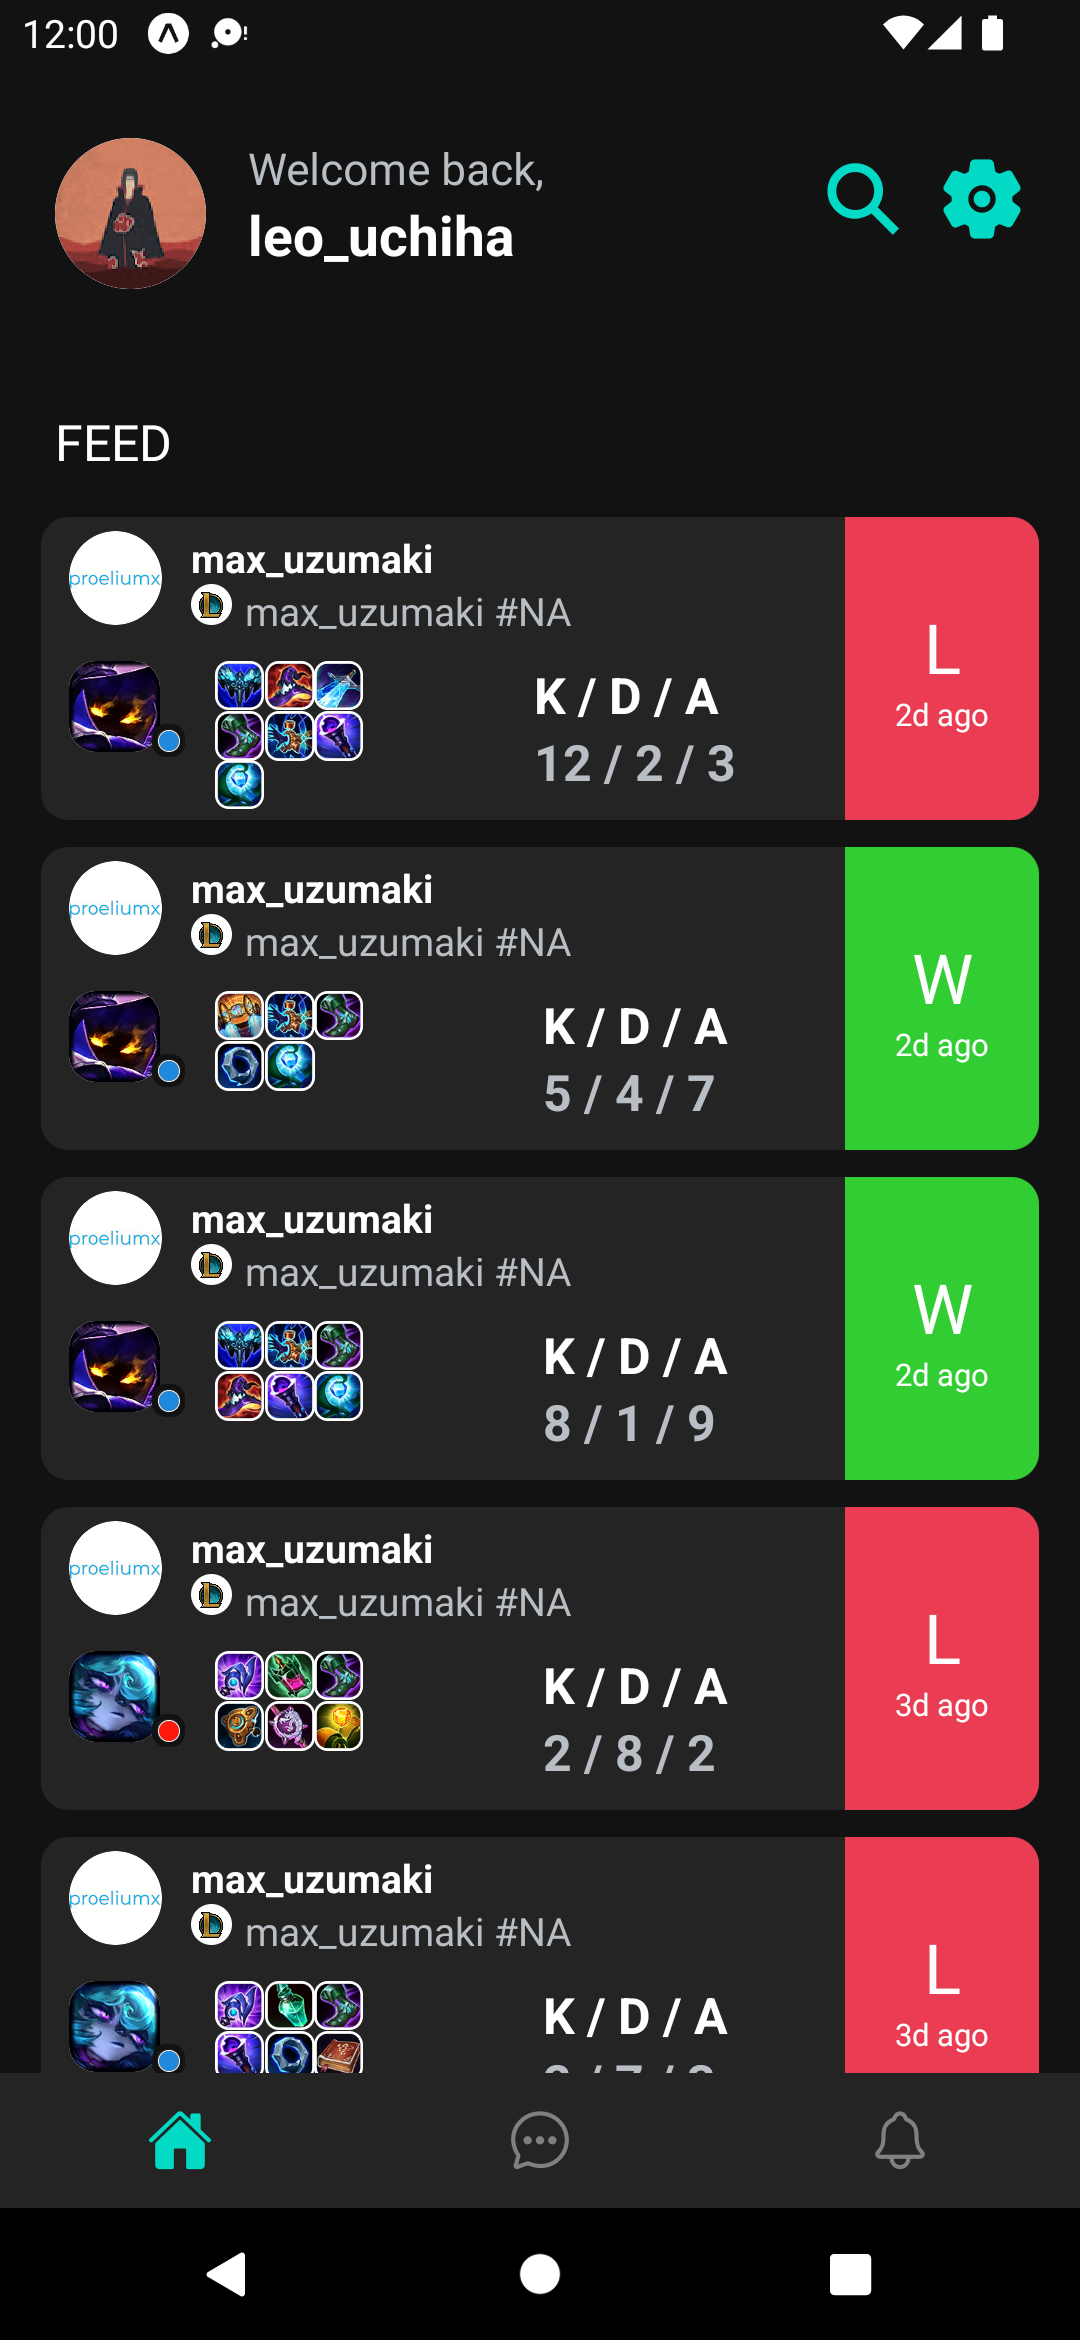 12:00
Welcome back,
leo_uchiha
FEED
proeliumx
max_uzumaki
max_uzumaki #NA
K / D / A
12 / 2 / 3
L
2d ago
proeliumx
max_uzumaki
max_uzumaki #NA
K / D / A
5 / 4 / 7
W
2d ago
proeliumx
max_uzumaki
max_uzumaki #NA
K / D / A
8 / 1 / 9
W
2d ago
proeliumx
max_uzumaki
max_uzumaki #NA
K / D / A
2 / 8 / 2
L
3d ago
proeliumx
max_uzumaki
max_uzumaki #NA
K / D / A
L
3d ago